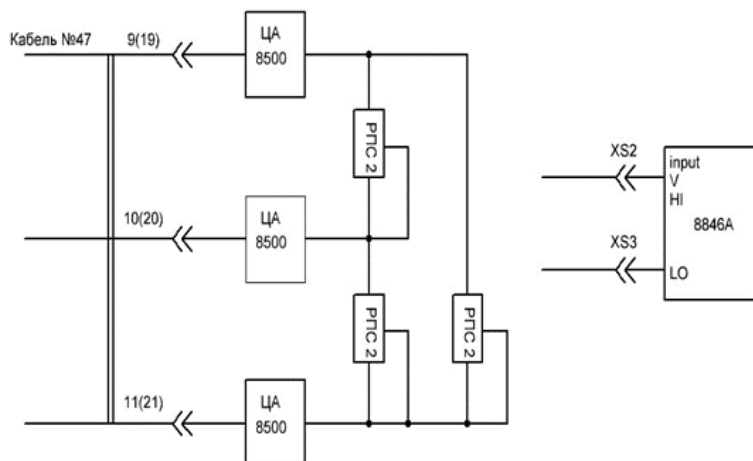 Кабель №47
9(19)
ЦА
8500
РПС 2
10(20)
ЦА
8500
РПС 2
РПС 2
11(21)
ЦА
8500
XS2
input
V
HI
8846A
XS3
LO